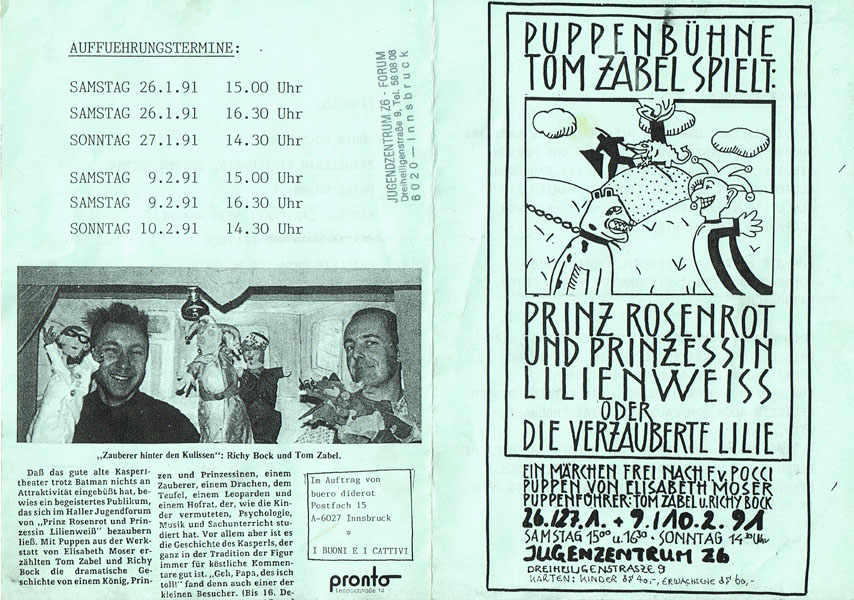 AUFFUEHRUNGSTERMINE:
SAMSTAG 26.1.91 15.00 Uhr
SAMSTAG 26.1.91 16.30 Uhr
SONNTAG 27.1.91 14.30 Uhr
SAMSTAG 9.2.91 15.00 Uhr
SAMSTAG 9.2.91 16.30 Uhr
SONNTAG 10.2.91 14.30 Uhr
JUGENDZENTRUM Z6 - FORUM
Dreiheiligenstraße 9, Tel. 58 08 08
6020 — Innsbruck
„Zauberer hinter den Kulissen": Richy Bock und Tom Zabel.
Daß das gute alte Kasperl-
theater trotz Batman nichts an
Attraktivität eingebüßt hat, be-
wies ein begeistertes Publikum,
das sich im Haller Jugendforum
von „Prinz Rosenrot und Prin-
zessin Lilienweiß" bezaubern
ließ. Mit Puppen aus der Werk-
statt von Elisabeth Moser er-
zählten Tom Zabel und Richy
Bock die dramatische Ge-
schichte von einem König, Prin-
zen und Prinzessinen, einem
Zauberer, einem Drachen, dem
Teufel, einem Leoparden und
einem Hofrat, der, wie die Kin-
der vermuteten, Psychologie,
Musik und Sachunterricht stu-
diert hat. Vor allem aber ist es
die Geschichte des Kasperls, der
ganz in der Tradition der Figur
immer für köstliche Kommen-
tare gut ist. „Geh, Papa, des isch
toll!" fand denn auch einer der
kleinen Besucher. (Bis 16. De-
Im Auftrag von
buero diderot
Postfach 15
A-6027 Innsbruck
*
I BUONI E I CATTIVI
pronto
Leopoldstraße 14
PUPPENBÜHNE
TOM ZABEL SPIELT:
PRINZ ROSENROT
UND PRINZESSIN
LILIENWEISS
ODER
DIE VERZAUBERTE LILIE
EIN MÄRCHEN FREI NACH F.v. POCCI
PUPPEN VON ELISABETH MOSER
PUPPENFÜHRER: TOM ZABEL u. RICHY BOCK
26./27.1. + 9./10.2.91
SAMSTAG 15⁰⁰ u. 16³⁰ · SONNTAG 14³⁰ Uhr
JUGENZENTRUM Z6
DREIHEILIGENSTRASZE 9
KARTEN: KINDER öS 40.-, ERWACHSENE öS 60,-